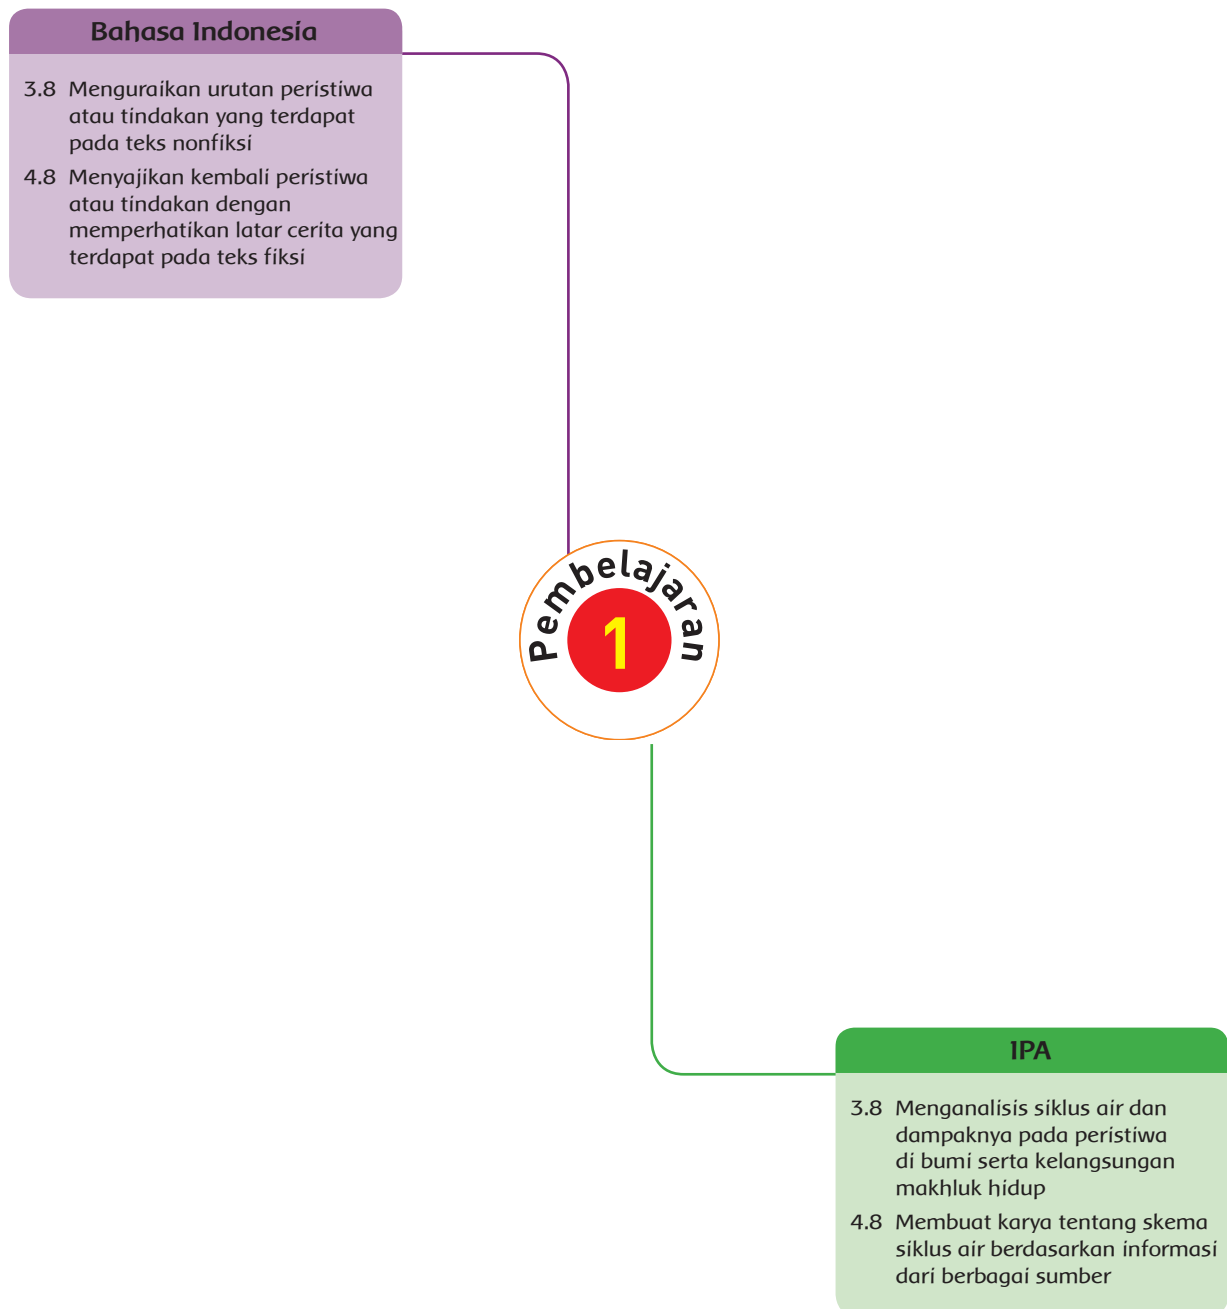 Bahasa Indonesia
3.8 Menguraikan urutan peristiwa
atau tindakan yang terdapat
pada teks nonfiksi
4.8 Menyajikan kembali peristiwa
atau tindakan dengan
memperhatikan latar cerita yang
terdapat pada teks fiksi
Pembelajaran
1
IPA
3.8 Menganalisis siklus air dan
dampaknya pada peristiwa
di bumi serta kelangsungan
makhluk hidup
4.8 Membuat karya tentang skema
siklus air berdasarkan informasi
dari berbagai sumber